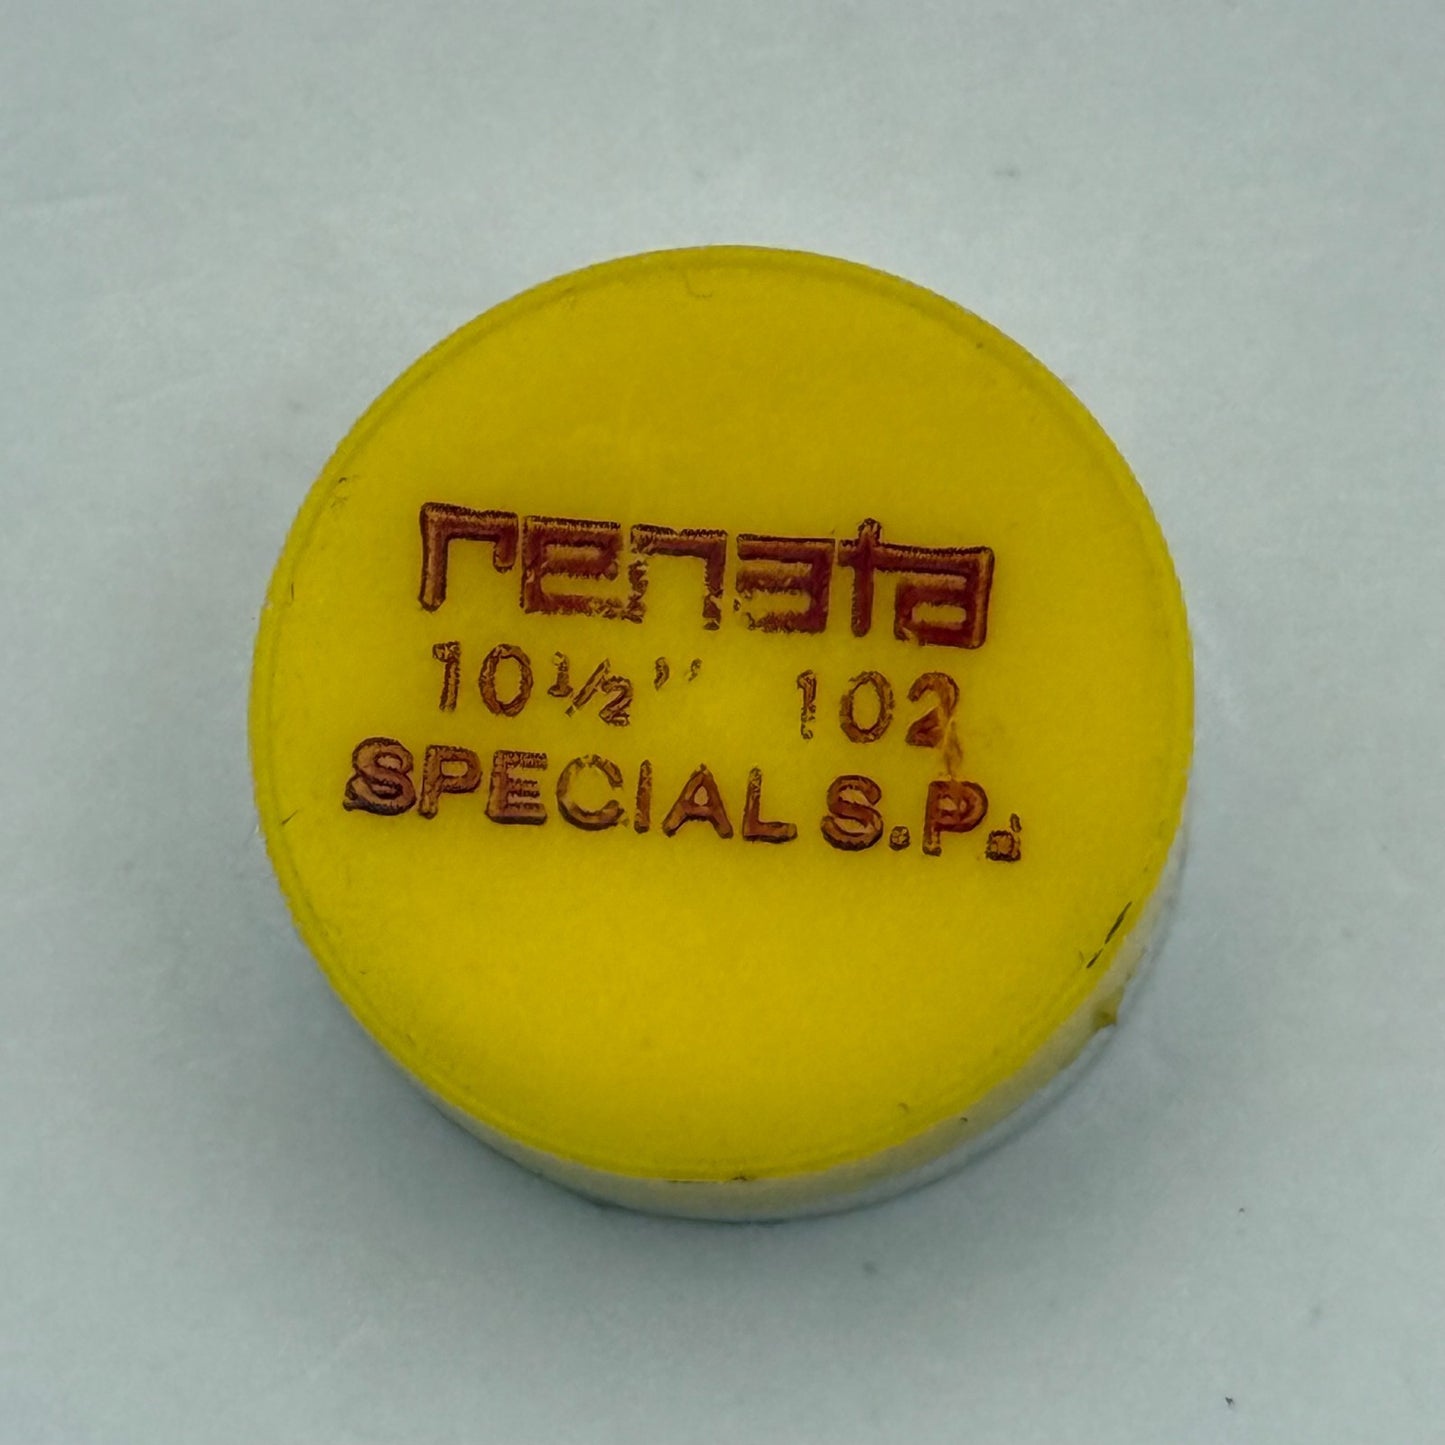 renata
10½'' 102
SPECIAL S.P.